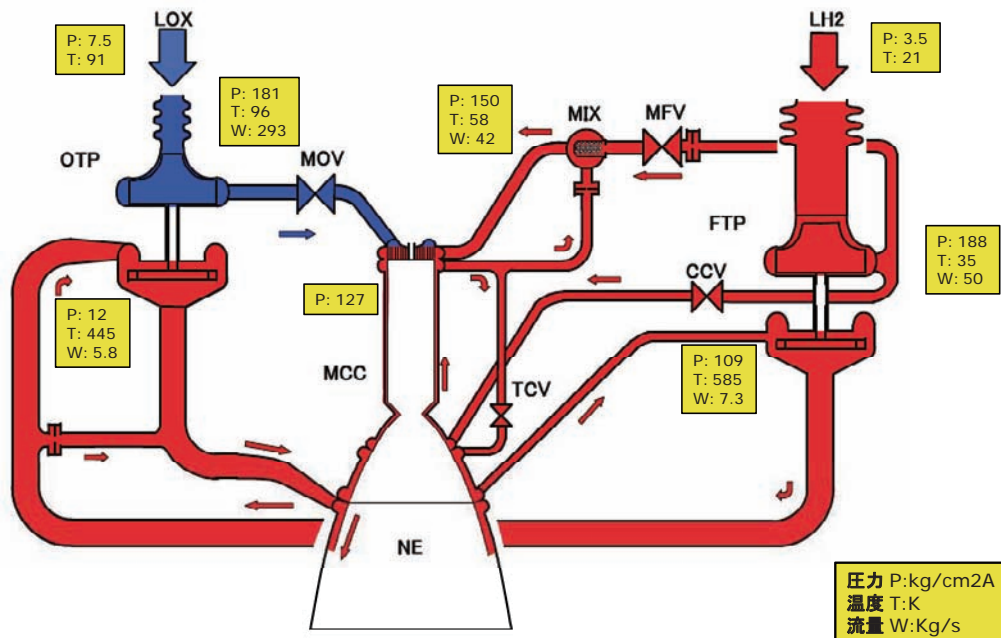 LOX
LH2
P: 7.5
T: 91
P: 3.5
T: 21
P: 181
T: 96
W: 293
P: 150
T: 58
W: 42
MIX
MFV
OTP
MOV
FTP
P: 188
T: 35
W: 50
CCV
P: 12
T: 445
W: 5.8
P: 127
MCC
TCV
P: 109
T: 585
W: 7.3
NE
圧力 P:kg/cm2A
温度 T:K
流量 W:Kg/s